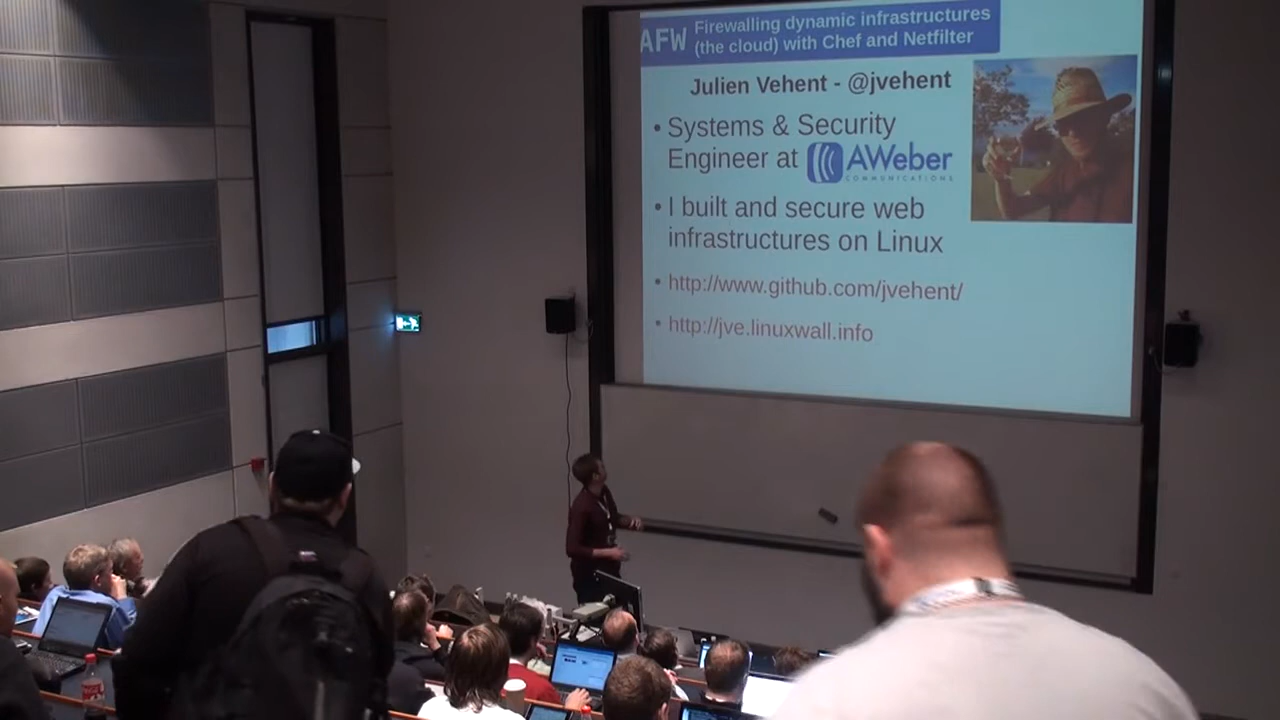 AFW
Firewalling dynamic infrastructures
(the cloud) with Chef and Netfilter
Julien Vehent - @jvehent
• Systems & Security
Engineer at AWeber
COMMUNICATIONS
• I built and secure web
infrastructures on Linux
• http://www.github.com/jvehent/
• http://jve.linuxwall.info